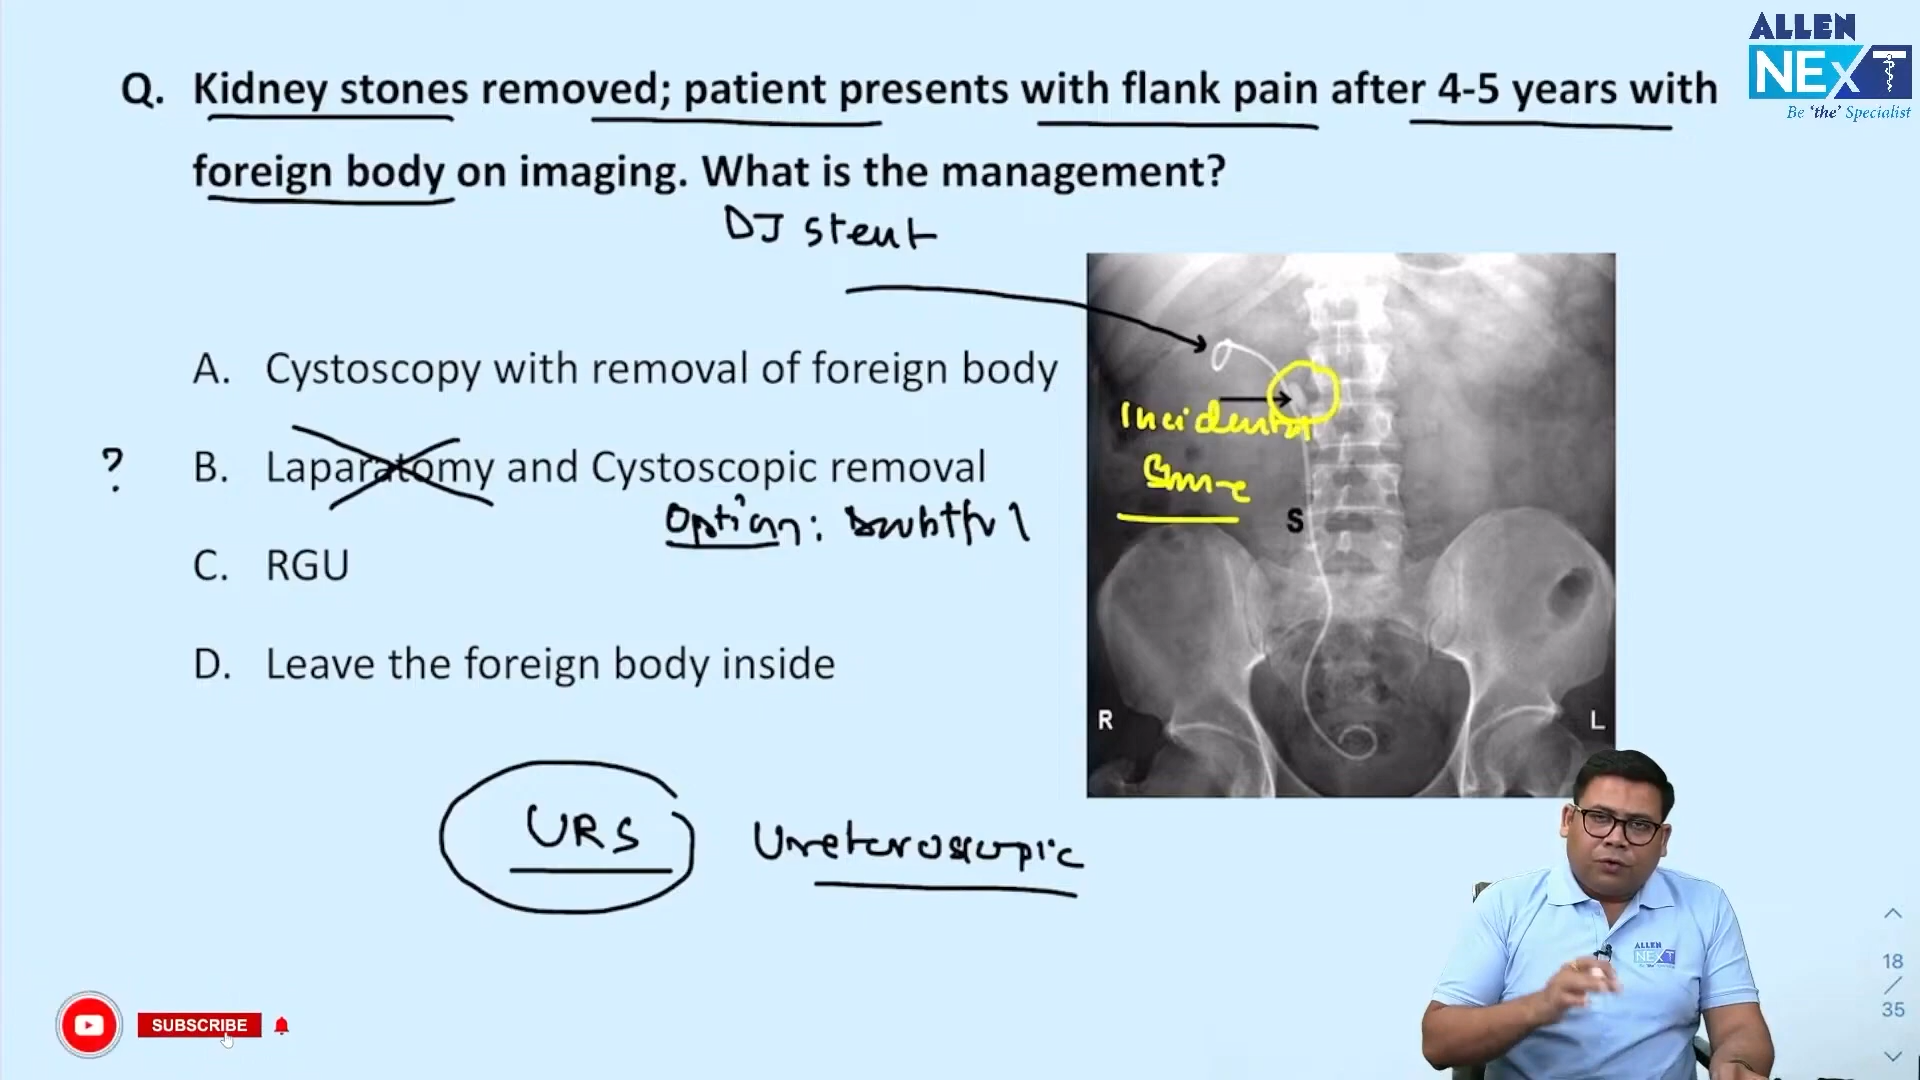 ALLEN
NEXT
Be 'the' Specialist
Q. Kidney stones removed; patient presents with flank pain after 4-5 years with
foreign body on imaging. What is the management?
DJ Stent
A. Cystoscopy with removal of foreign body
? B. Laparatomy and Cystoscopic removal
Option: doubtful
C. RGU
D. Leave the foreign body inside
Incidental
Stone
S
R
L
URS
Ureteroscopic
ALLEN
NEXT
18
/
35
SUBSCRIBE